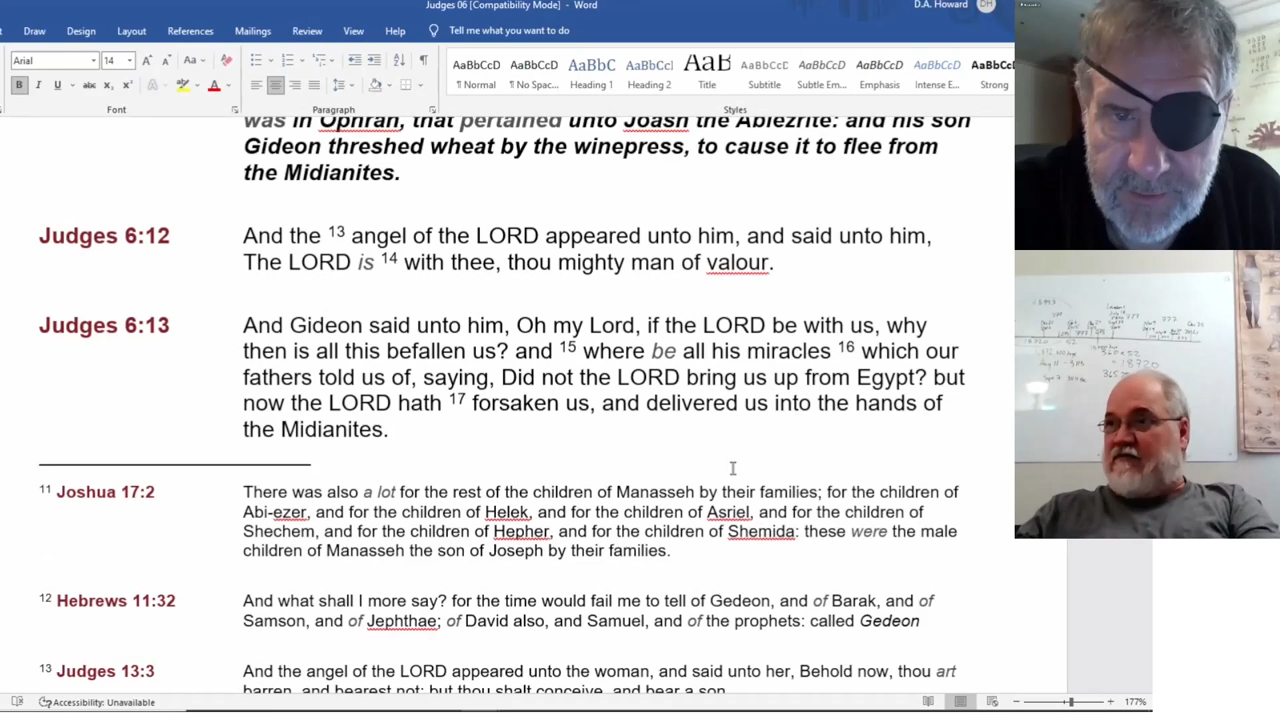 Judges 06 [Compatibility Mode] - Word
D.A. Howard DH
Draw Design Layout References Mailings Review View Help Tell me what you want to do
Arial 14
Paragraph
Font Styles
AaBbCcD AaBbCcD AaBbC AaBbCc AaB AaBbCcD AaBbCcD AaBbCcD AaBbCcD AaBbCc
¶ Normal ¶ No Spac... Heading 1 Heading 2 Title Subtitle Subtle Em... Emphasis Intense E... Strong
was in Ophrah, that pertained unto Joash the Abiezrite: and his son
Gideon threshed wheat by the winepress, to cause it to flee from
the Midianites.
Judges 6:12 And the 13 angel of the LORD appeared unto him, and said unto him,
The LORD is 14 with thee, thou mighty man of valour.
Judges 6:13 And Gideon said unto him, Oh my Lord, if the LORD be with us, why
then is all this befallen us? and 15 where be all his miracles 16 which our
fathers told us of, saying, Did not the LORD bring us up from Egypt? but
now the LORD hath 17 forsaken us, and delivered us into the hands of
the Midianites.
11 Joshua 17:2 There was also a lot for the rest of the children of Manasseh by their families; for the children of
Abi-ezer, and for the children of Helek, and for the children of Asriel, and for the children of
Shechem, and for the children of Hepher, and for the children of Shemida: these were the male
children of Manasseh the son of Joseph by their families.
12 Hebrews 11:32 And what shall I more say? for the time would fail me to tell of Gedeon, and of Barak, and of
Samson, and of Jephthae; of David also, and Samuel, and of the prophets: called Gedeon
13 Judges 13:3 And the angel of the LORD appeared unto the woman, and said unto her, Behold now, thou art
barren, and bearest not: but thou shalt conceive, and bear a son.
Accessibility: Unavailable
177%